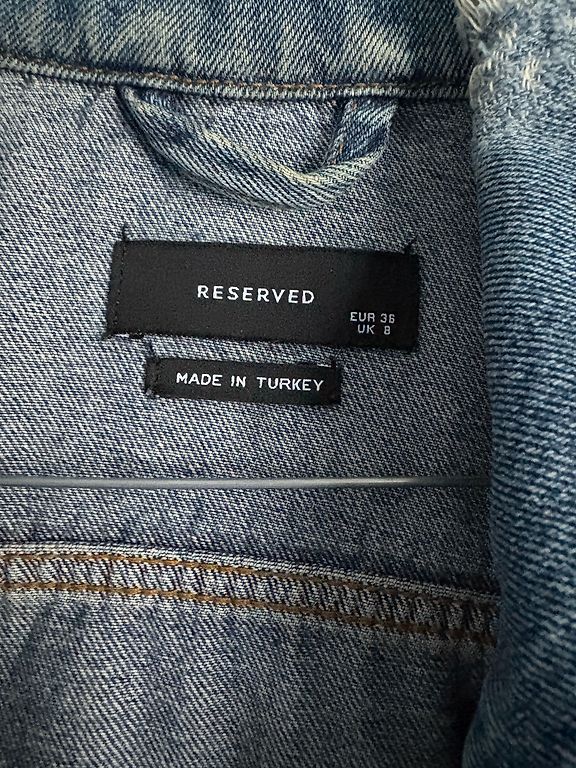 RESERVED
EUR 36
UK 8
MADE IN TURKEY